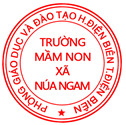 PHÒNG GIÁO DỤC VÀ ĐÀO TẠO H.ĐIỆN BIÊN T.ĐIỆN BIÊN
TRƯỜNG
MẦM NON
XÃ
NÚA NGAM